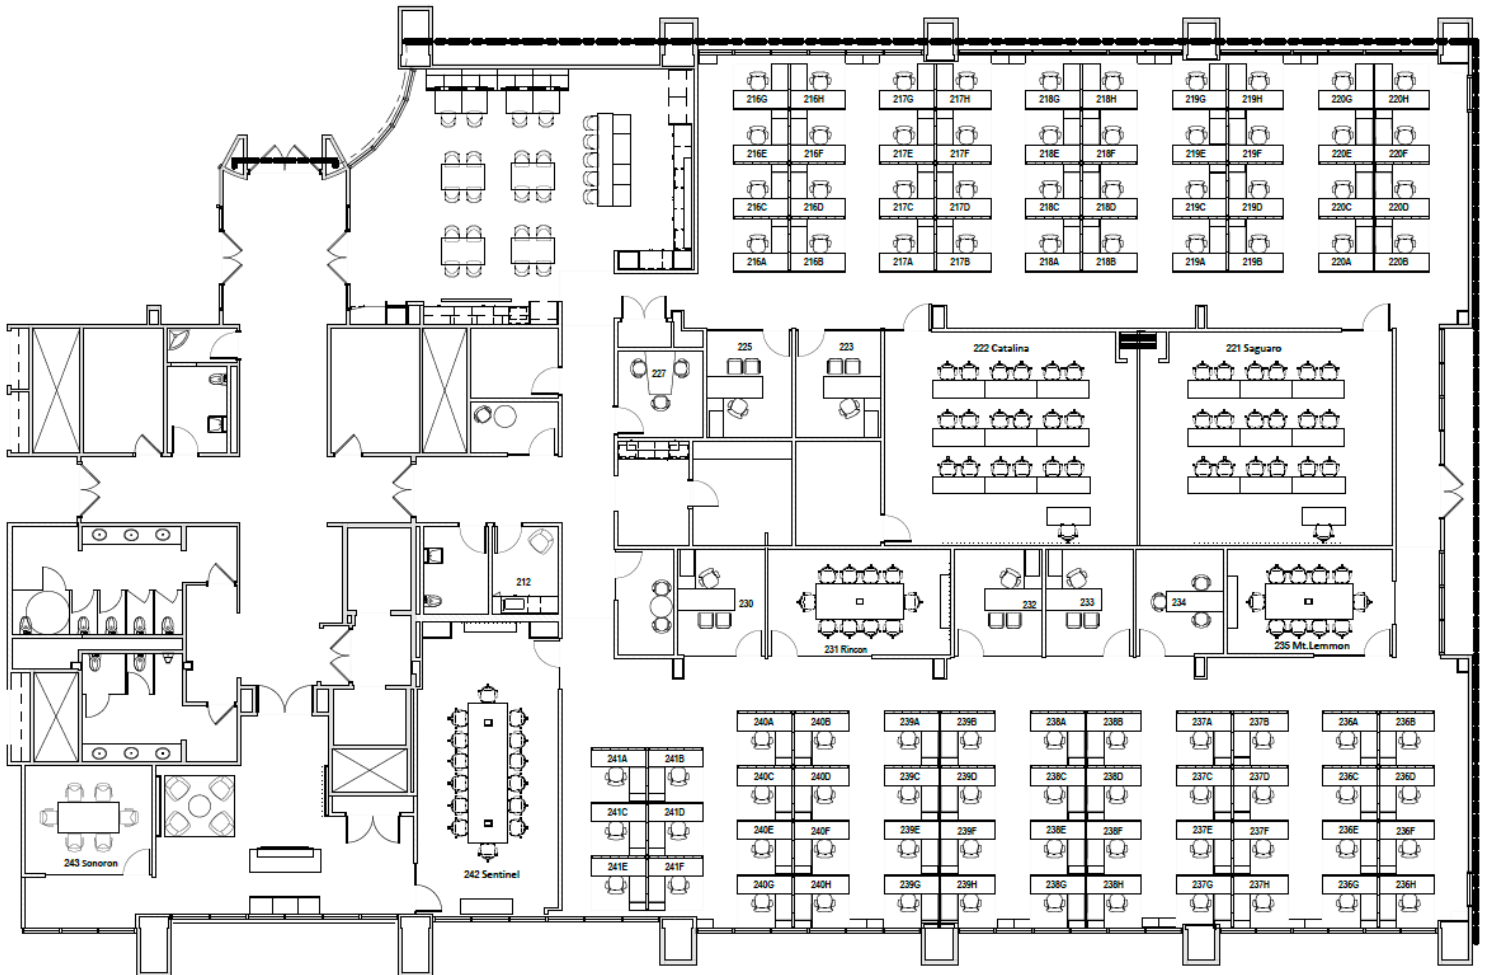 216G 216H 217G 217H 218G 218H 219G 219H 220G 220H
216E 216F 217E 217F 218E 218F 219E 219F 220E 220F
216C 216D 217C 217D 218C 218D 219C 219D 220C 220D
216A 216B 217A 217B 218A 218B 219A 219B 220A 220B
225 223 222 Catalina 221 Saguaro
227
212
230 232 233 234
231 Rincon 235 Mt.Lemmon
240A 240B 239A 239B 238A 238B 237A 237B 236A 236B
241A 241B
240C 240D 239C 239D 238C 238D 237C 237D 236C 236D
241C 241D
240E 240F 239E 239F 238E 238F 237E 237F 236E 236F
243 Sonoron 242 Sentinel 241E 241F
240G 240H 239G 239H 238G 238H 237G 237H 236G 236H